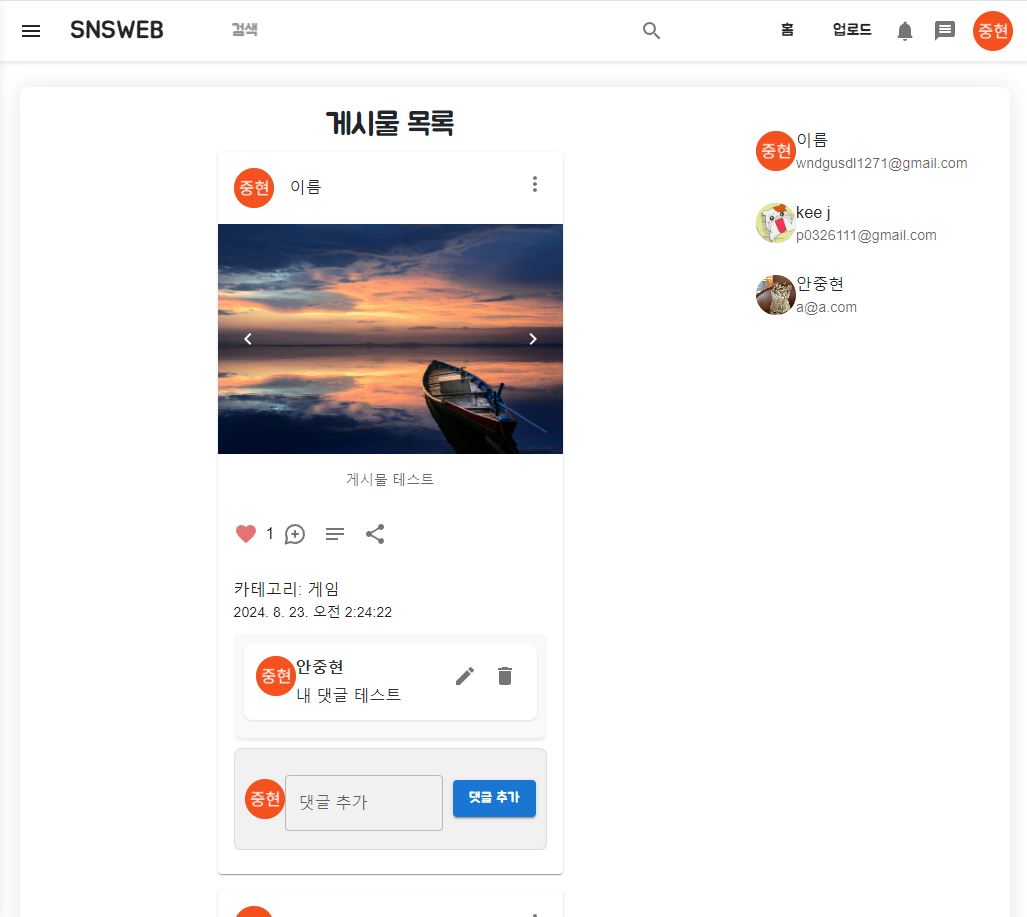 SNSWEB
검색
홈
업로드
중현
게시물 목록
중현
이름
게시물 테스트
1
카테고리: 게임
2024. 8. 23. 오전 2:24:22
중현
안중현
내 댓글 테스트
중현
댓글 추가
댓글 추가
중현
이름
wndgusdl1271@gmail.com
kee j
p0326111@gmail.com
안중현
a@a.com